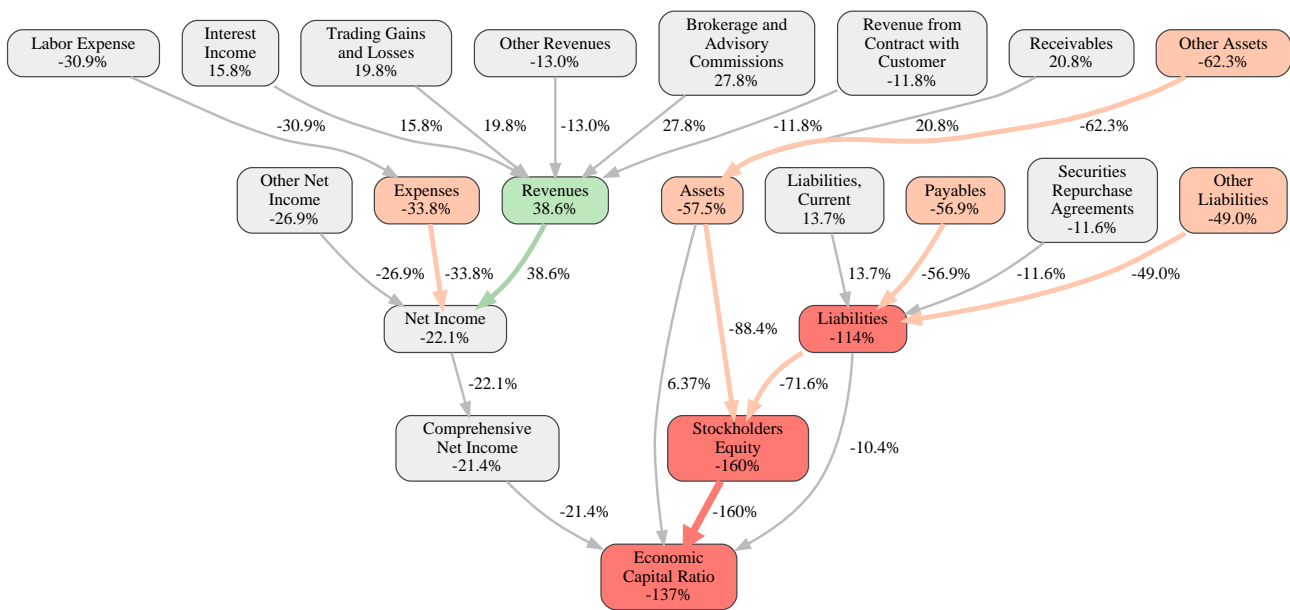 Labor Expense
-30.9%
Interest
Income
15.8%
Trading Gains
and Losses
19.8%
Other Revenues
-13.0%
Brokerage and
Advisory
Commissions
27.8%
Revenue from
Contract with
Customer
-11.8%
Receivables
20.8%
Other Assets
-62.3%
-30.9%
15.8%
19.8%
-13.0%
27.8%
-11.8%
20.8%
-62.3%
Other Net
Income
-26.9%
Expenses
-33.8%
Revenues
38.6%
Assets
-57.5%
Liabilities,
Current
13.7%
Payables
-56.9%
Securities
Repurchase
Agreements
-11.6%
Other
Liabilities
-49.0%
-26.9%
-33.8%
38.6%
13.7%
-56.9%
-11.6%
-49.0%
Net Income
-22.1%
-88.4%
Liabilities
-114%
-22.1%
6.37%
-71.6%
Comprehensive
Net Income
-21.4%
Stockholders
Equity
-160%
-10.4%
-21.4%
-160%
Economic
Capital Ratio
-137%